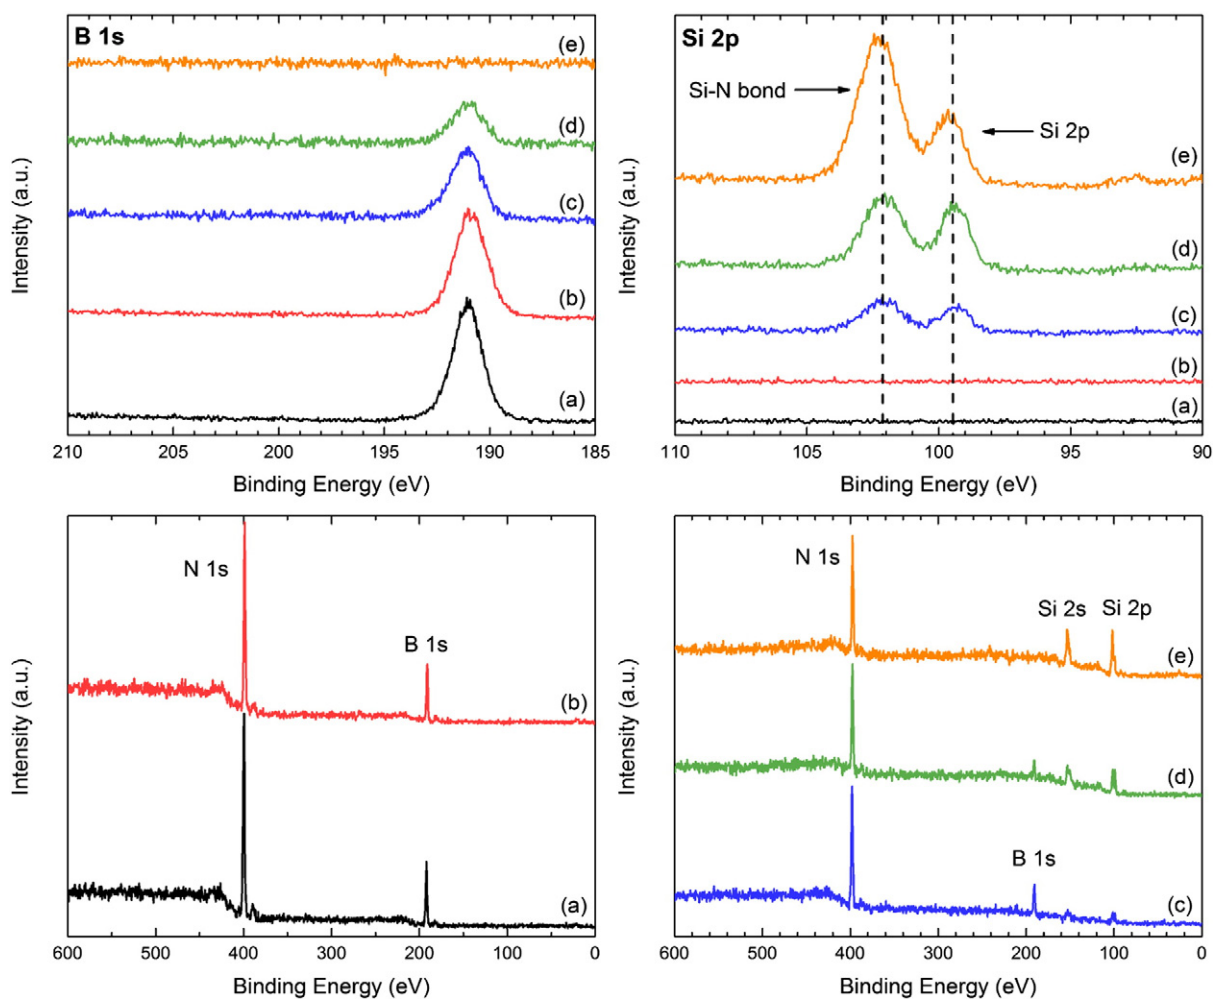 B 1s
(e)
(d)
(c)
(b)
(a)
210 205 200 195 190 185
Binding Energy (eV)
Intensity (a.u.)
Si 2p
Si-N bond
Si 2p
(e)
(d)
(c)
(b)
(a)
110 105 100 95 90
Binding Energy (eV)
Intensity (a.u.)
N 1s
B 1s
(b)
(a)
600 500 400 300 200 100 0
Binding Energy (eV)
Intensity (a.u.)
N 1s
Si 2s Si 2p
(e)
(d)
B 1s
(c)
600 500 400 300 200 100 0
Binding Energy (eV)
Intensity (a.u.)